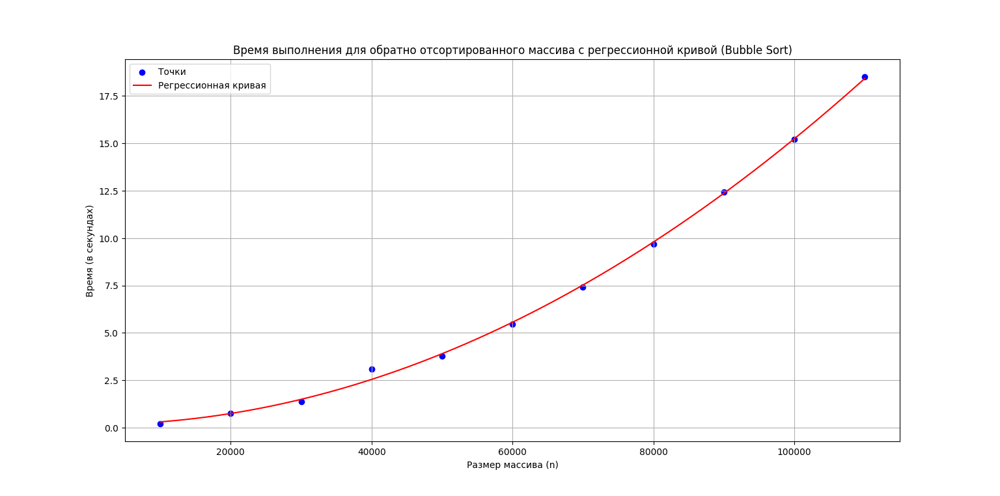 Время выполнения для обратно отсортированного массива с регрессионной кривой (Bubble Sort)
Точки
Регрессионная кривая
17.5
15.0
12.5
10.0
7.5
5.0
2.5
0.0
Время (в секундах)
20000
40000
60000
80000
100000
Размер массива (n)